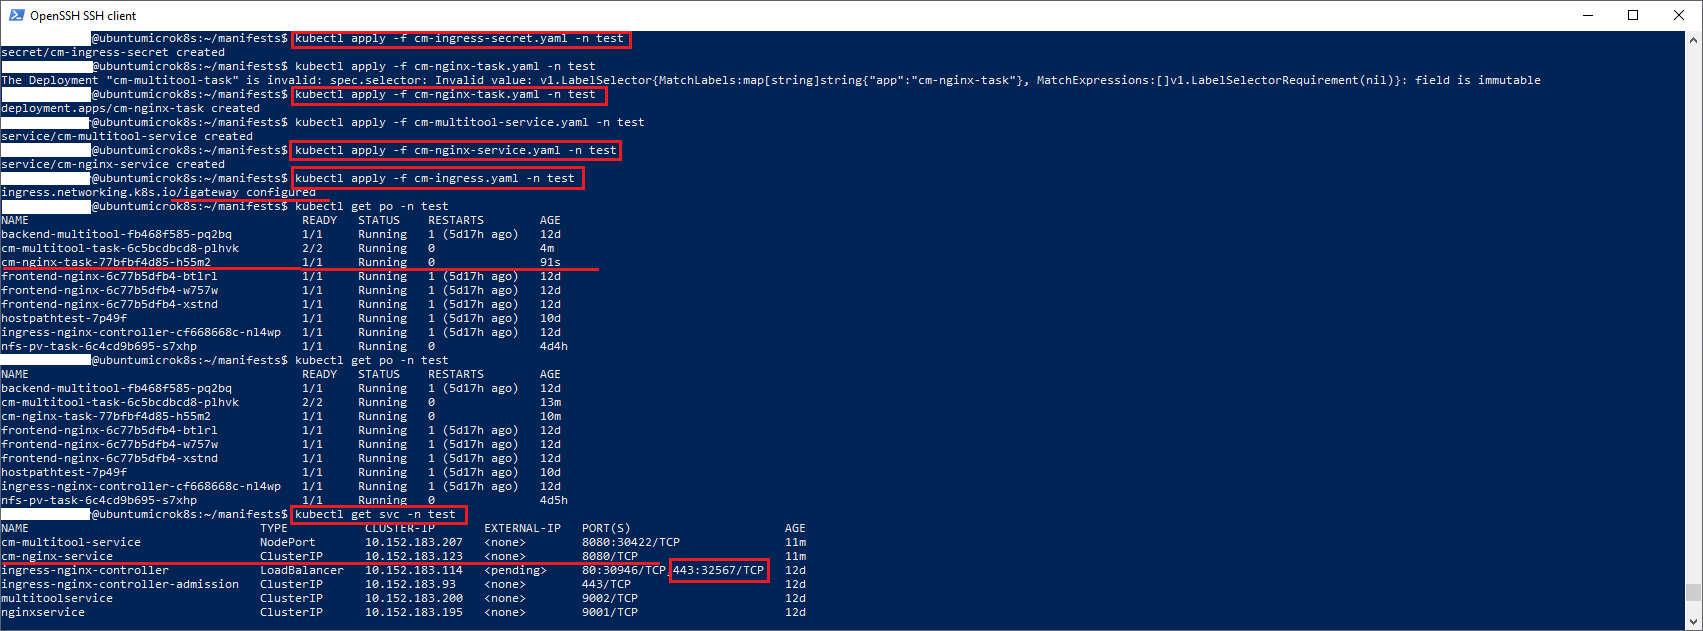 OpenSSH SSH client
@ubuntumicrok8s:~/manifests$ kubectl apply -f cm-ingress-secret.yaml -n test
secret/cm-ingress-secret created
@ubuntumicrok8s:~/manifests$ kubectl apply -f cm-nginx-task.yaml -n test
The Deployment "cm-multitool-task" is invalid: spec.selector: Invalid value: v1.LabelSelector{MatchLabels:map[string]string{"app":"cm-nginx-task"}, MatchExpressions:[]v1.LabelSelectorRequirement(nil)}: field is immutable
@ubuntumicrok8s:~/manifests$ kubectl apply -f cm-nginx-task.yaml -n test
deployment.apps/cm-nginx-task created
@ubuntumicrok8s:~/manifests$ kubectl apply -f cm-multitool-service.yaml -n test
service/cm-multitool-service created
@ubuntumicrok8s:~/manifests$ kubectl apply -f cm-nginx-service.yaml -n test
service/cm-nginx-service created
@ubuntumicrok8s:~/manifests$ kubectl apply -f cm-ingress.yaml -n test
ingress.networking.k8s.io/igateway configured
@ubuntumicrok8s:~/manifests$ kubectl get po -n test
NAME READY STATUS RESTARTS AGE
backend-multitool-fb468f585-pq2bq 1/1 Running 1 (5d17h ago) 12d
cm-multitool-task-6c5bcdbcd8-plhvk 2/2 Running 0 4m
cm-nginx-task-77bfbf4d85-h55m2 1/1 Running 0 91s
frontend-nginx-6c77b5dfb4-btlrl 1/1 Running 1 (5d17h ago) 12d
frontend-nginx-6c77b5dfb4-w757w 1/1 Running 1 (5d17h ago) 12d
frontend-nginx-6c77b5dfb4-xstnd 1/1 Running 1 (5d17h ago) 12d
hostpathtest-7p49f 1/1 Running 1 (5d17h ago) 10d
ingress-nginx-controller-cf668668c-nl4wp 1/1 Running 1 (5d17h ago) 12d
nfs-pv-task-6c4cd9b695-s7xhp 1/1 Running 0 4d4h
@ubuntumicrok8s:~/manifests$ kubectl get po -n test
NAME READY STATUS RESTARTS AGE
backend-multitool-fb468f585-pq2bq 1/1 Running 1 (5d17h ago) 12d
cm-multitool-task-6c5bcdbcd8-plhvk 2/2 Running 0 13m
cm-nginx-task-77bfbf4d85-h55m2 1/1 Running 0 10m
frontend-nginx-6c77b5dfb4-btlrl 1/1 Running 1 (5d17h ago) 12d
frontend-nginx-6c77b5dfb4-w757w 1/1 Running 1 (5d17h ago) 12d
frontend-nginx-6c77b5dfb4-xstnd 1/1 Running 1 (5d17h ago) 12d
hostpathtest-7p49f 1/1 Running 1 (5d17h ago) 10d
ingress-nginx-controller-cf668668c-nl4wp 1/1 Running 1 (5d17h ago) 12d
nfs-pv-task-6c4cd9b695-s7xhp 1/1 Running 0 4d5h
@ubuntumicrok8s:~/manifests$ kubectl get svc -n test
NAME TYPE CLUSTER-IP EXTERNAL-IP PORT(S) AGE
cm-multitool-service NodePort 10.152.183.207 <none> 8080:30422/TCP 11m
cm-nginx-service ClusterIP 10.152.183.123 <none> 8080/TCP 11m
ingress-nginx-controller LoadBalancer 10.152.183.114 <pending> 80:30946/TCP,443:32567/TCP 12d
ingress-nginx-controller-admission ClusterIP 10.152.183.93 <none> 443/TCP 12d
multitoolservice ClusterIP 10.152.183.200 <none> 9002/TCP 12d
nginxservice ClusterIP 10.152.183.195 <none> 9001/TCP 12d